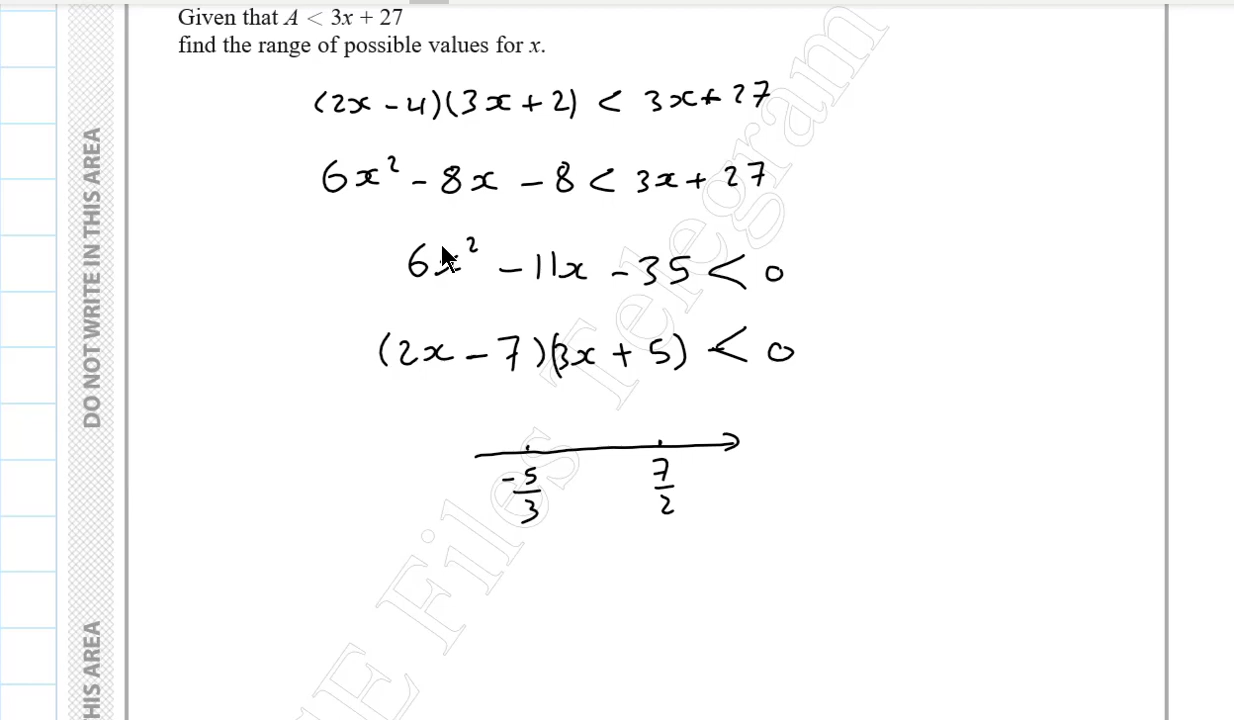 Given that A < 3x + 27
find the range of possible values for x.
(2x - 4)(3x + 2) < 3x + 27
6x² - 8x - 8 < 3x + 27
6x² - 11x - 35 < 0
(2x - 7)(3x + 5) < 0
-5/3 7/2
DO NOT WRITE IN THIS AREA
HIS AREA
E Files Telegram